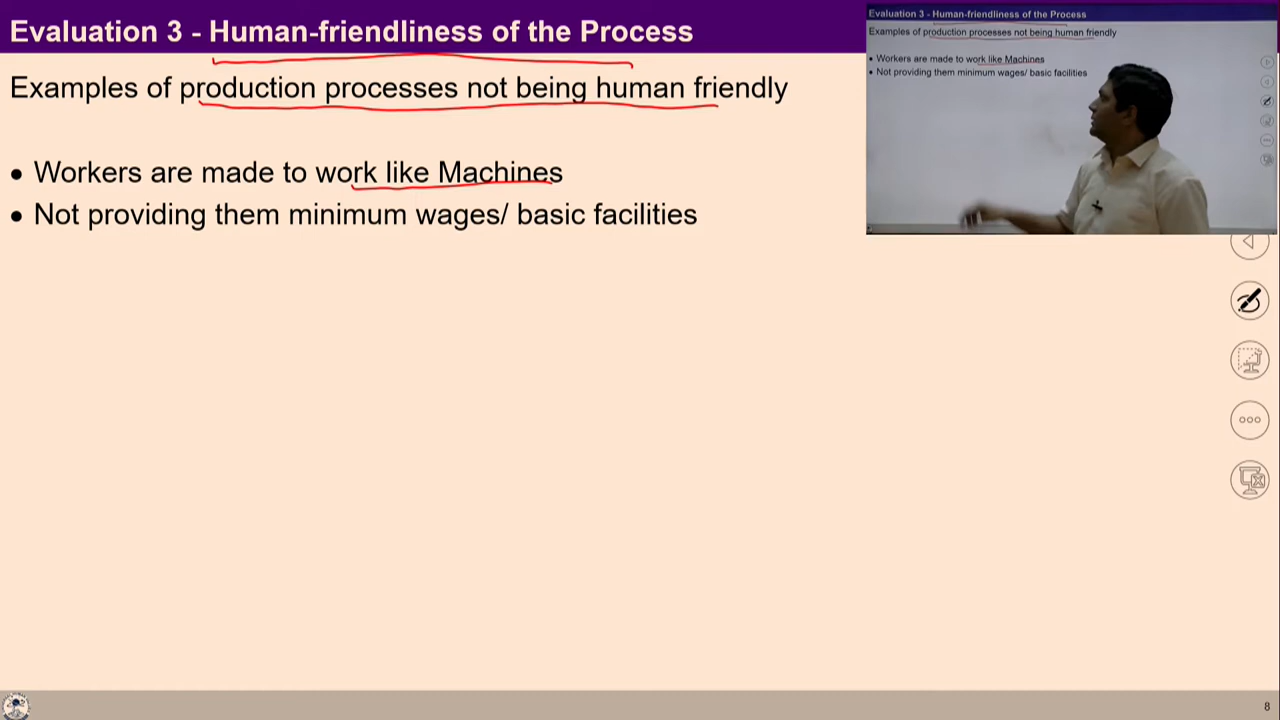 Evaluation 3 - Human-friendliness of the Process
Examples of production processes not being human friendly
• Workers are made to work like Machines
• Not providing them minimum wages/ basic facilities
Evaluation 3 - Human-friendliness of the Process
Examples of production processes not being human friendly
• Workers are made to work like Machines
• Not providing them minimum wages/ basic facilities
8